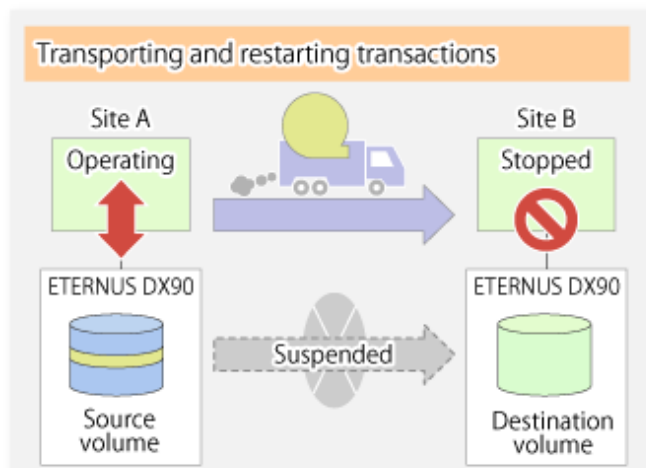 Transporting and restarting transactions
Site A
Site B
Operating
Stopped
ETERNUS DX90
ETERNUS DX90
Suspended
Source
volume
Destination
volume